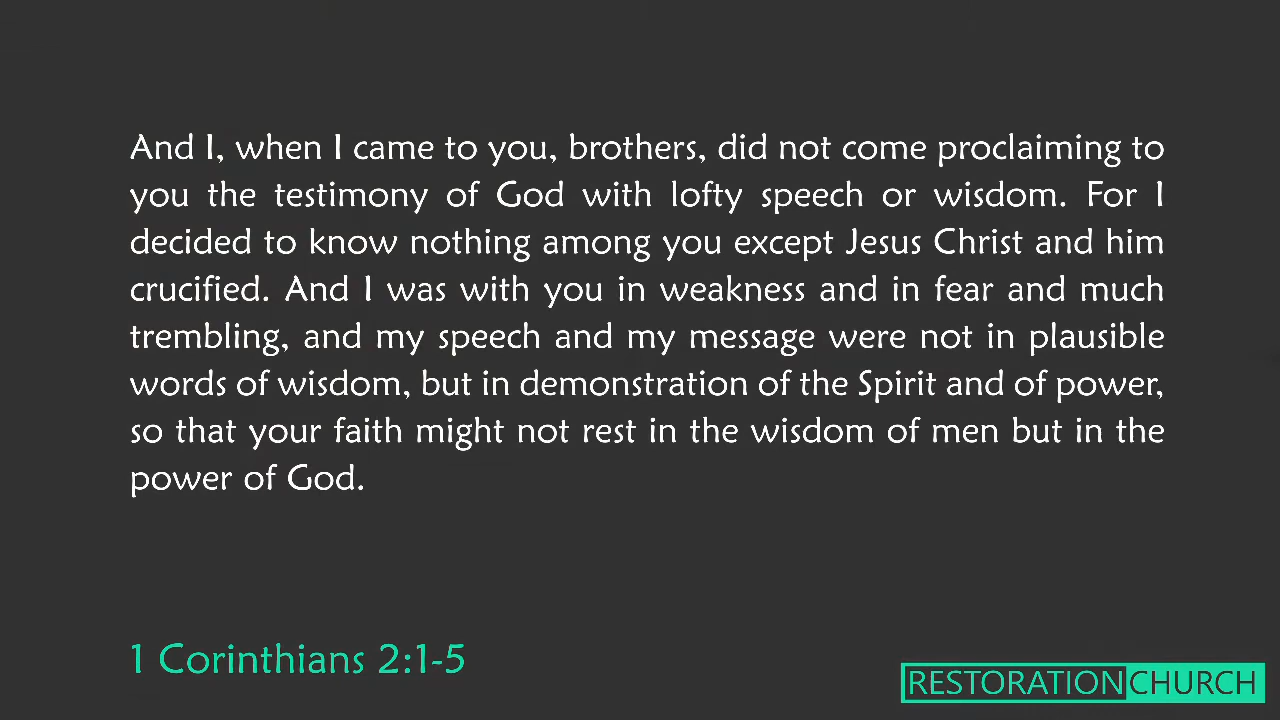 And I, when I came to you, brothers, did not come proclaiming to
you the testimony of God with lofty speech or wisdom. For I
decided to know nothing among you except Jesus Christ and him
crucified. And I was with you in weakness and in fear and much
trembling, and my speech and my message were not in plausible
words of wisdom, but in demonstration of the Spirit and of power,
so that your faith might not rest in the wisdom of men but in the
power of God.
1 Corinthians 2:1-5
RESTORATIONCHURCH